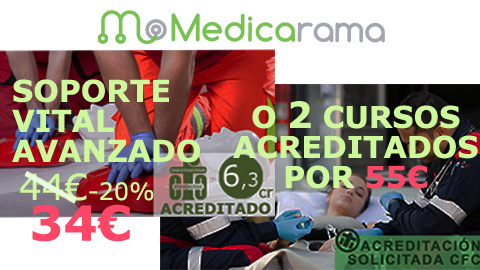 Medicarama
SOPORTE
VITAL
AVANZADO
44€-20%
34€
6,3
cr
ACREDITADO
O 2 CURSOS
ACREDITADOS
POR 55€
ACREDITACIÓN
SOLICITADA CFC